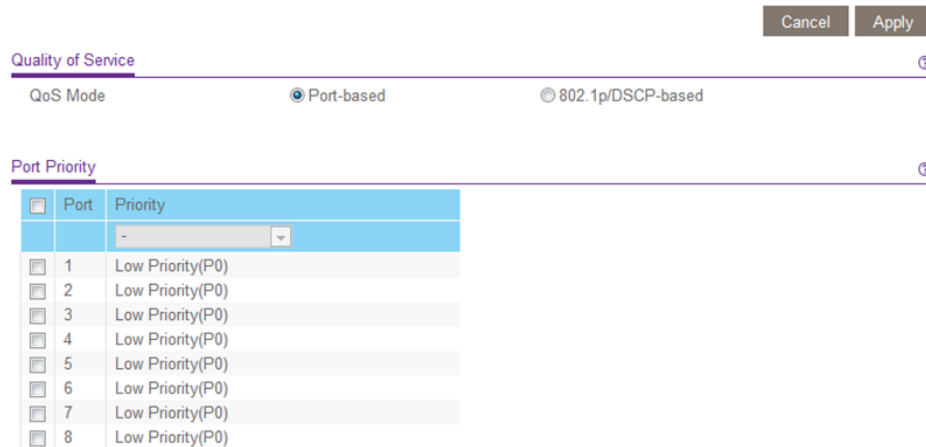 Cancel Apply
Quality of Service
QoS Mode Port-based 802.1p/DSCP-based
Port Priority
Port Priority
-
1 Low Priority(P0)
2 Low Priority(P0)
3 Low Priority(P0)
4 Low Priority(P0)
5 Low Priority(P0)
6 Low Priority(P0)
7 Low Priority(P0)
8 Low Priority(P0)